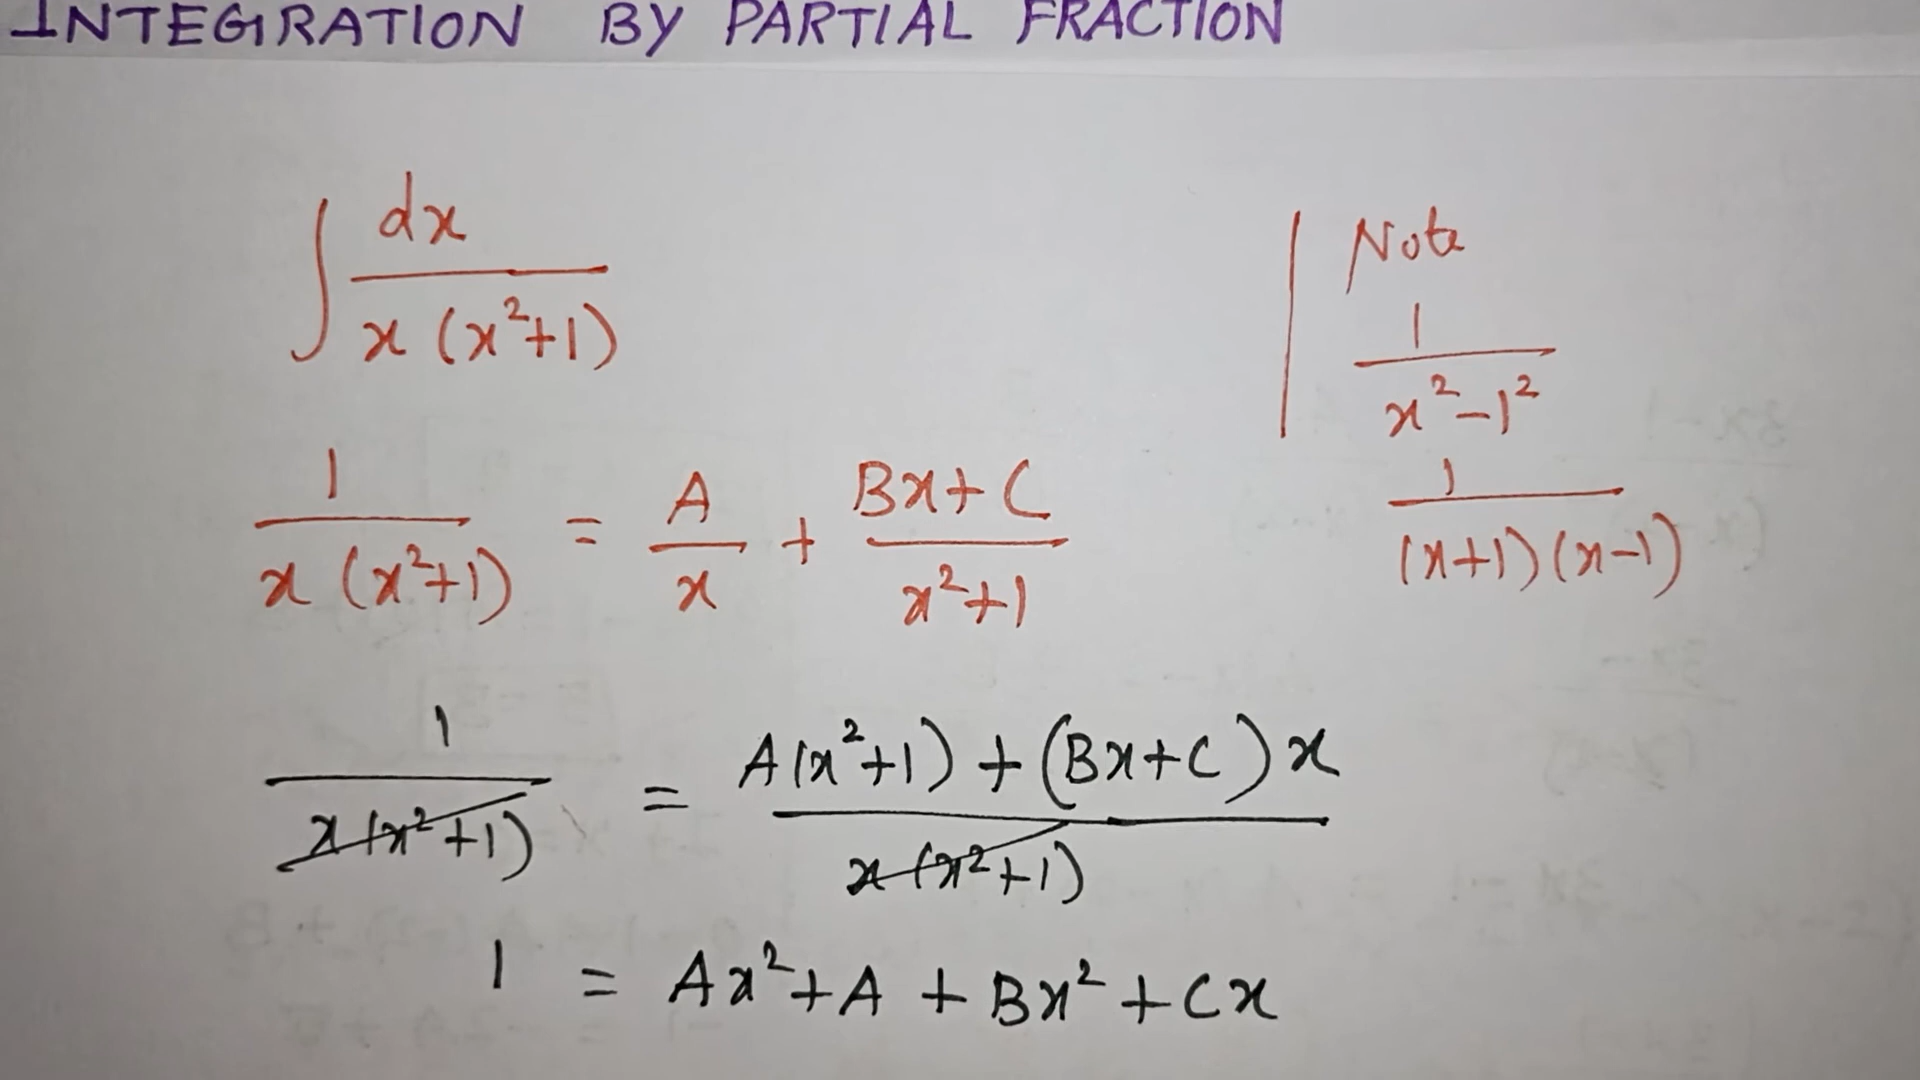 INTEGRATION BY PARTIAL FRACTION
∫ dx / x (x²+1)
1 / x (x²+1) = A / x + Bx+C / x²+1
Note
1 / x²-1²
1 / (x+1)(x-1)
1 / x(x²+1) = A(x²+1) + (Bx+C)x / x(x²+1)
1 = Ax²+A + Bx² + Cx